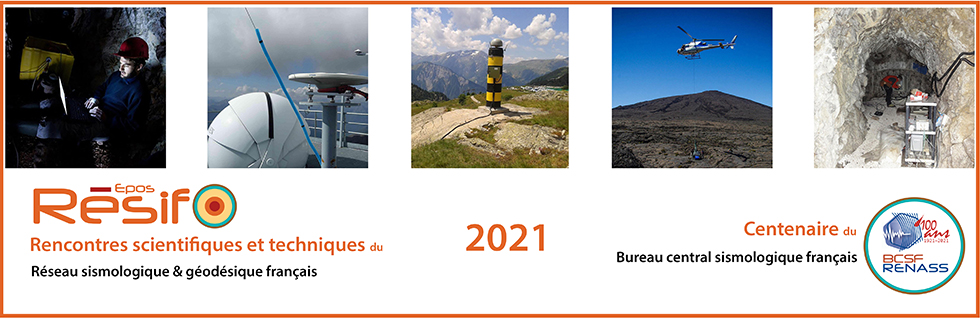 Epos
Résif
Rencontres scientifiques et techniques du
Réseau sismologique & géodésique français
2021
Centenaire du
Bureau central sismologique français
100
ans
1921-2021
BCSF
RENASS